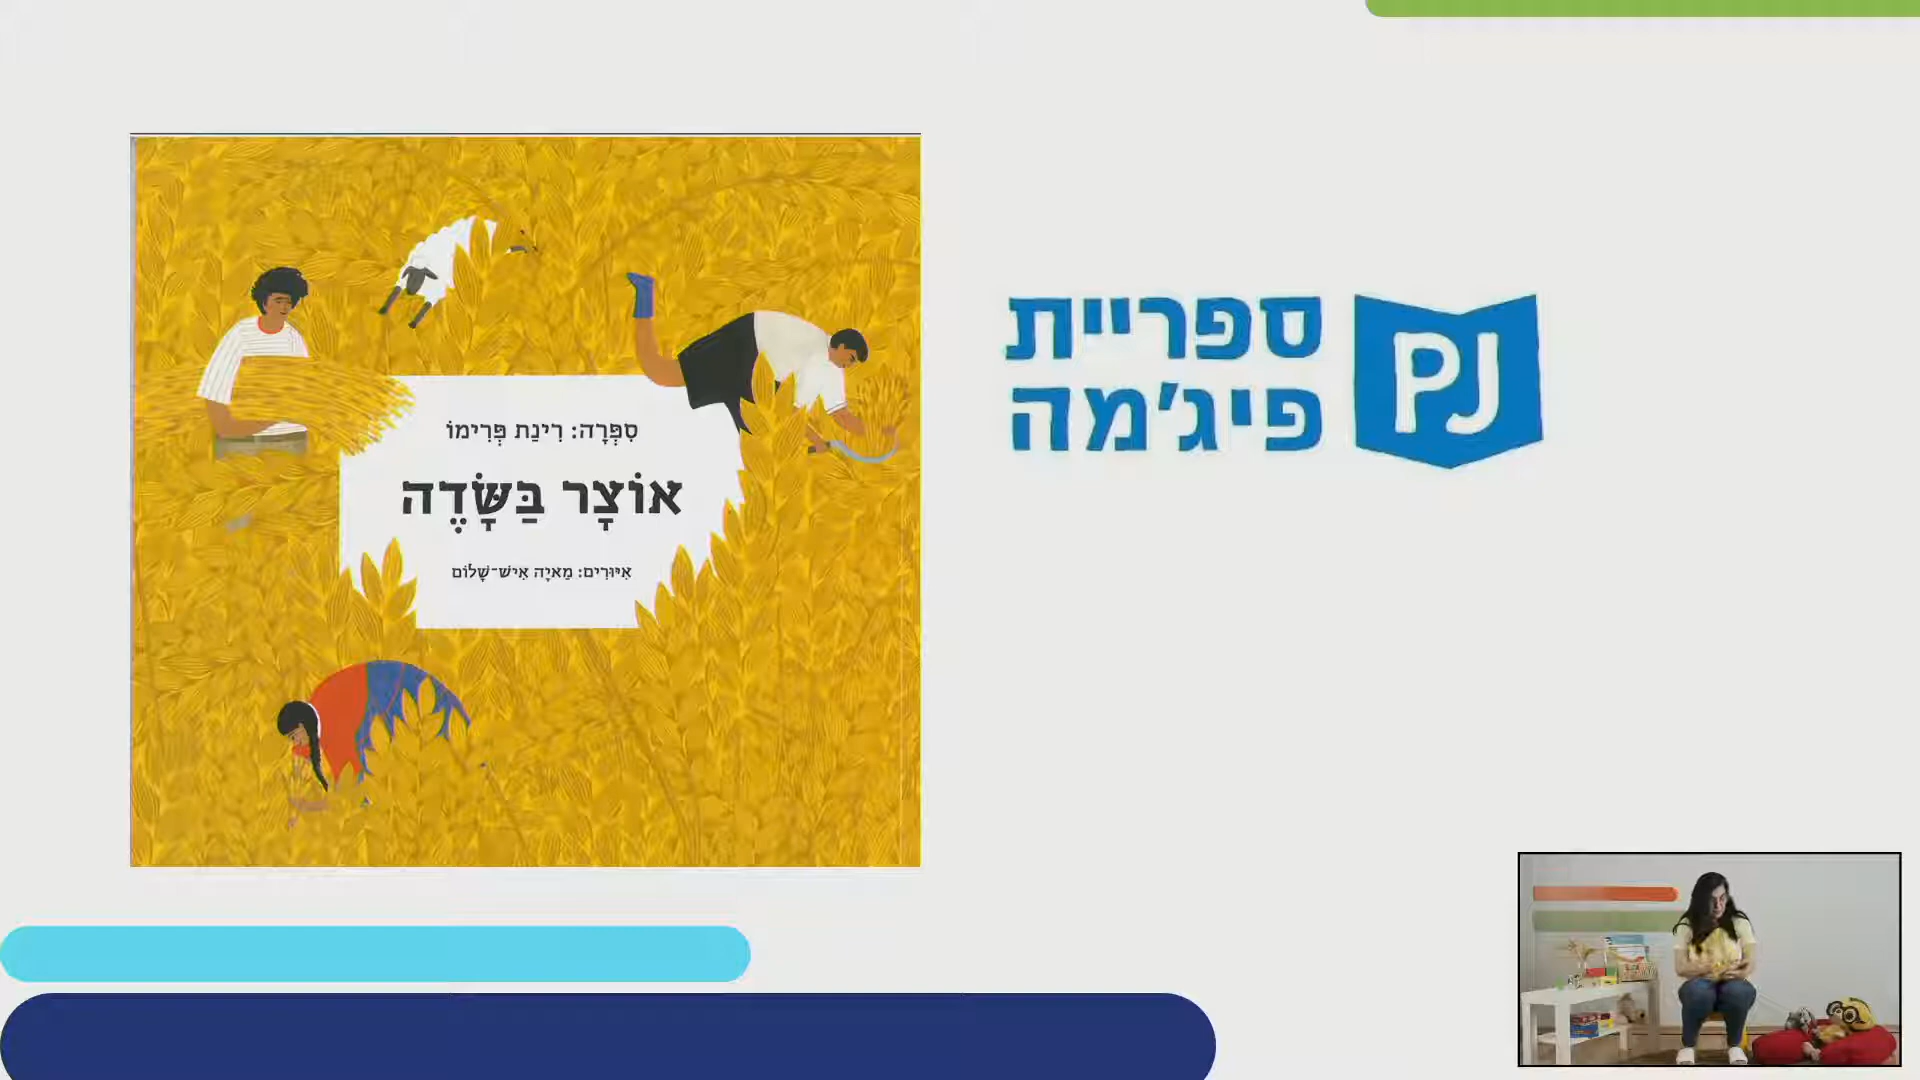 סִפְּרָה: רִינַת פְּרִימוֹ
אוֹצָר בַּשָּׂדֶה
אִיּוּרִים: מַאיָה אִישׁ־שָׁלוֹם
ספריית
פיג'מה
PJ